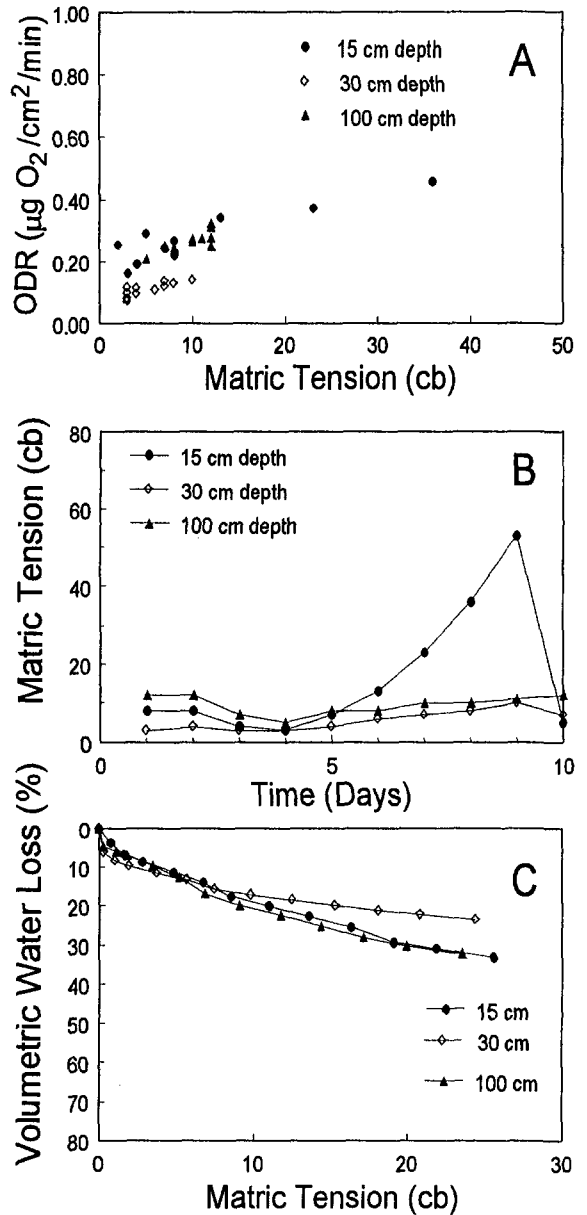 1.00
0.80
0.60
0.40
0.20
0.00
ODR (µg O2/cm2/min)
15 cm depth
30 cm depth
100 cm depth
A
0 10 20 30 40 50
Matric Tension (cb)
80
60
40
20
0
Matric Tension (cb)
15 cm depth
30 cm depth
100 cm depth
B
0 5 10
Time (Days)
0
10
20
30
40
50
60
70
80
Volumetric Water Loss (%)
C
15 cm
30 cm
100 cm
0 10 20 30
Matric Tension (cb)